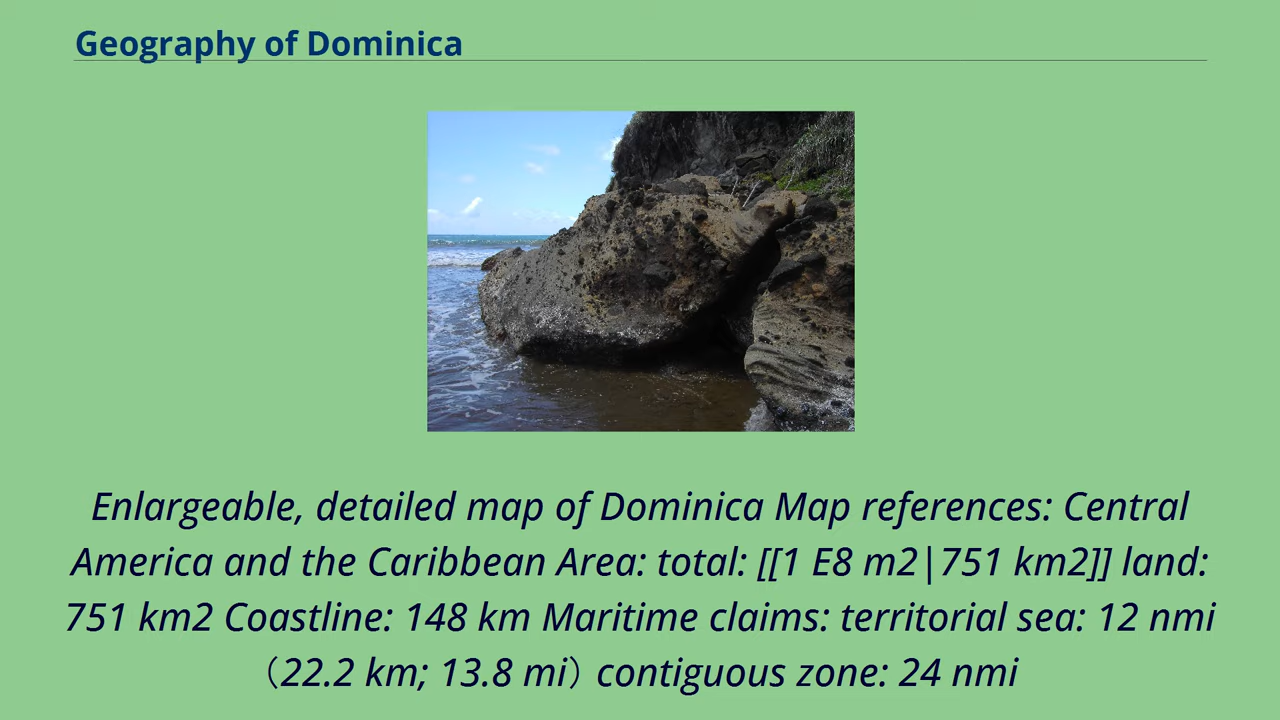 Geography of Dominica
Enlargeable, detailed map of Dominica Map references: Central
America and the Caribbean Area: total: [[1 E8 m2|751 km2]] land:
751 km2 Coastline: 148 km Maritime claims: territorial sea: 12 nmi
（22.2 km; 13.8 mi） contiguous zone: 24 nmi